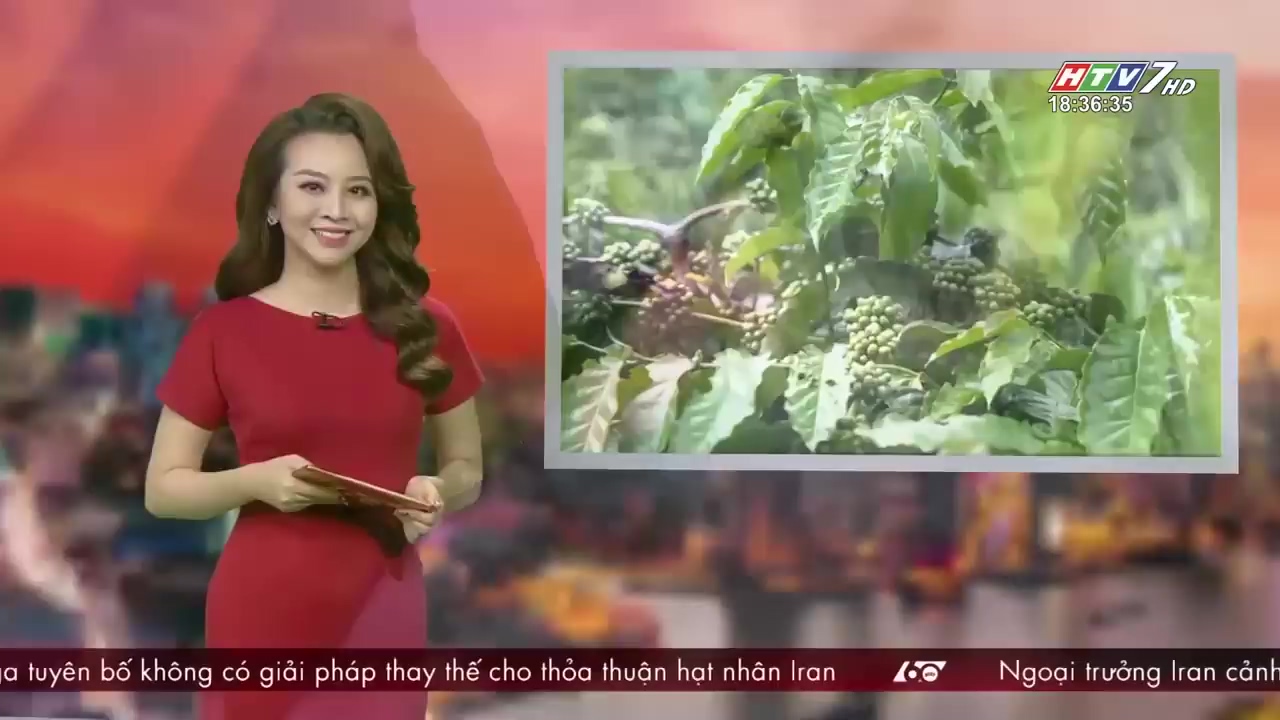 HTV7 HD
18:36:35
tuyên bố không có giải pháp thay thế cho thỏa thuận hạt nhân Iran
60
Ngoại trưởng Iran cảnh